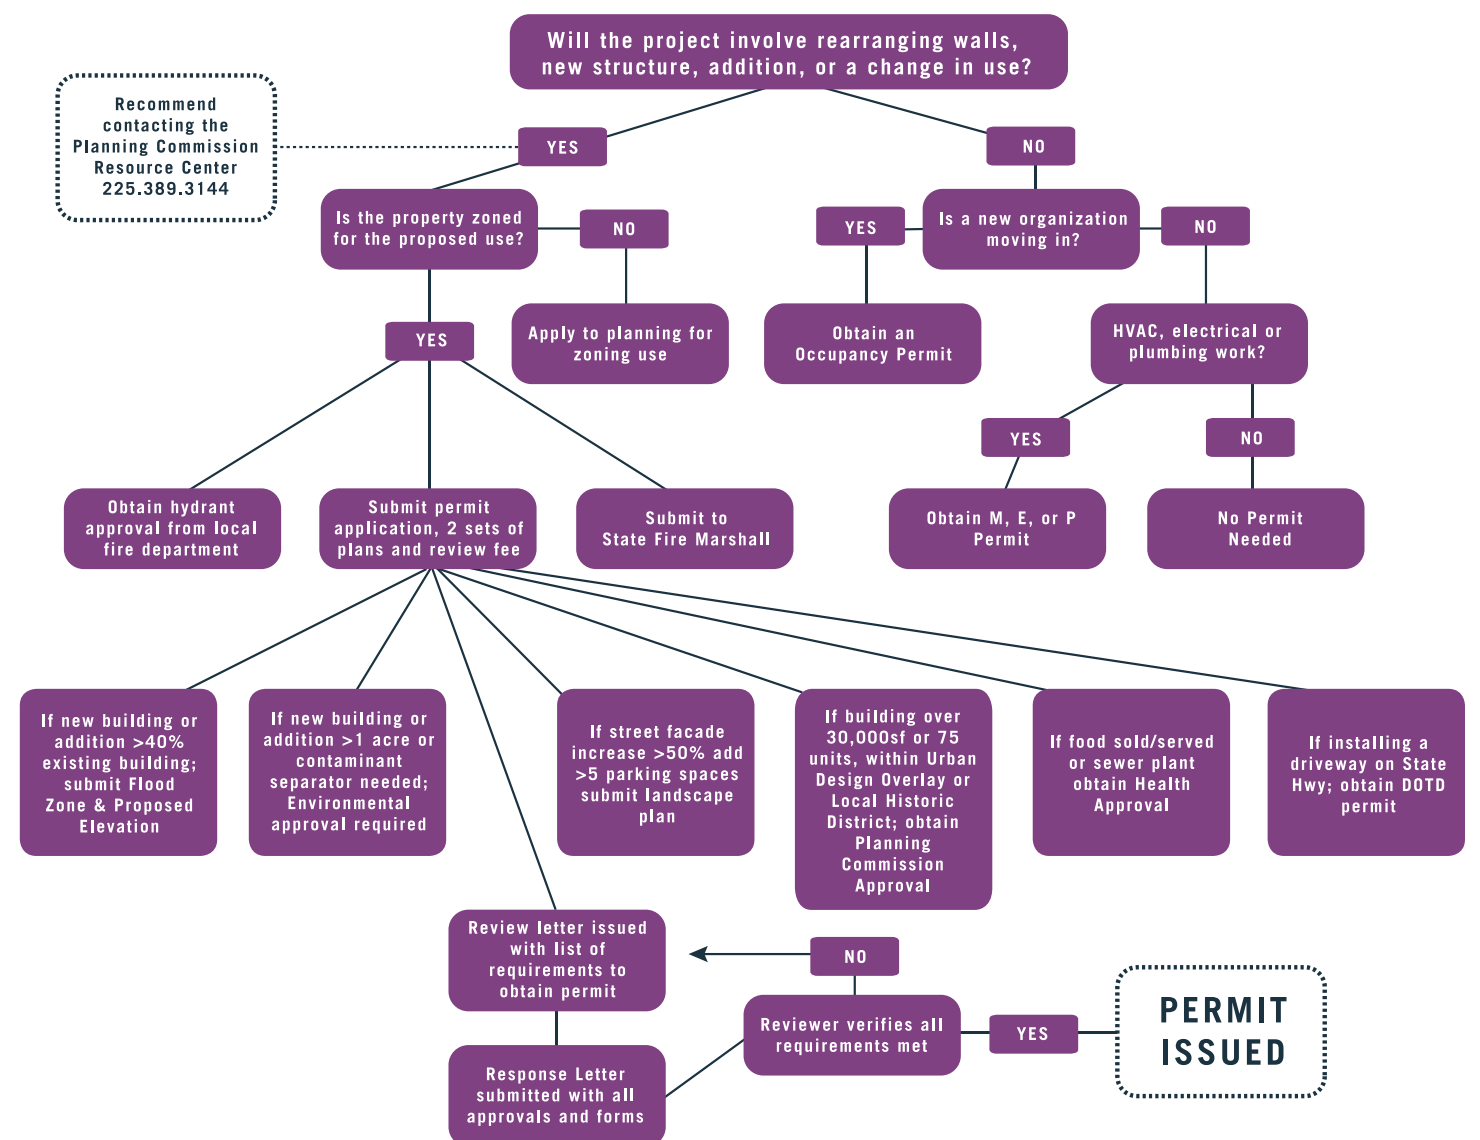 Will the project involve rearranging walls,
new structure, addition, or a change in use?
Recommend
contacting the
Planning Commission
Resource Center
225.389.3144
YES
NO
Is the property zoned
for the proposed use?
NO
YES
Is a new organization
moving in?
NO
YES
Apply to planning for
zoning use
Obtain an
Occupancy Permit
HVAC, electrical or
plumbing work?
YES
NO
Obtain hydrant
approval from local
fire department
Submit permit
application, 2 sets of
plans and review fee
Submit to
State Fire Marshall
Obtain M, E, or P
Permit
No Permit
Needed
If new building or
addition >40%
existing building;
submit Flood
Zone & Proposed
Elevation
If new building or
addition >1 acre or
contaminant
separator needed;
Environmental
approval required
If street facade
increase >50% add
>5 parking spaces
submit landscape
plan
If building over
30,000sf or 75
units, within Urban
Design Overlay or
Local Historic
District; obtain
Planning
Commission
Approval
If food sold/served
or sewer plant
obtain Health
Approval
If installing a
driveway on State
Hwy; obtain DOTD
permit
Review letter issued
with list of
requirements to
obtain permit
NO
Reviewer verifies all
requirements met
YES
PERMIT
ISSUED
Response Letter
submitted with all
approvals and forms